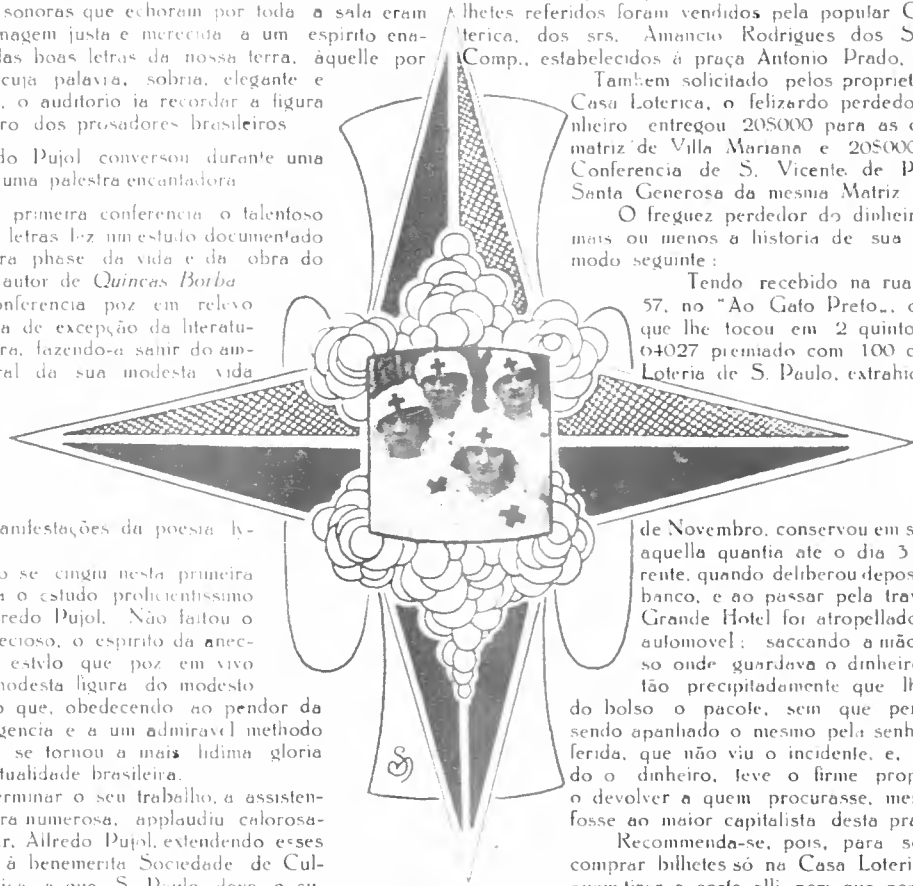 sonoras que echoram por toda a sala eram
nagem justa e merecida a um espirito ena-
das boas letras da nossa terra, àquelle por
cuja palavra, sobria, elegante e
, o auditorio ia recordar a figura
ro dos prosadores brasileiros
do Pujol conversou durante uma
uma palestra encantadora
primeira conferencia o talentoso
letras fez um estudo documentado
ra phase da vida e da obra do
autor de Quincas Borba
onferencia poz em relevo
a de excepção da literatu-
ra, fazendo-a sahir do am-
ral da sua modesta vida
anifestações da poesia ly-
o se cingiu nesta primeira
a o estudo proficientissimo
redo Pujol. Não faltou o
ecioso, o espirito da anec-
estylo que poz em vivo
nodesta figura do modesto
o que, obedecendo ao pendor da
gencia e a um admiravel methodo
se tornou a mais lidima gloria
tualidade brasileira.
erminar o seu trabalho, a assisten-
ra numerosa, applaudiu calorosa-
r. Alfredo Pujol, extendendo esses
à benemerita Sociedade de Cul-
a que S. Paulo deve o su-
lhetes referidos foram vendidos pela popular C
terica, dos srs. Amancio Rodrigues dos S
Comp., estabelecidos á praça Antonio Prado,
Tambem solicitado pelos propriet
Casa Loterica, o felizardo perdedo
nheiro entregou 20$000 para as o
matriz de Villa Mariana e 20$000
Conferencia de S. Vicente de P
Santa Generosa da mesma Matriz
O freguez perdedor do dinheir
mais ou menos a historia de sua
modo seguinte :
Tendo recebido na rua
57, no "Ao Gato Preto„, o
que lhe tocou em 2 quinto
04027 premiado com 100 c
Loteria de S. Paulo, extrahic
de Novembro, conservou em s
aquella quantia ate o dia 3
rente, quando deliberou depos
banco, e ao passar pela trav
Grande Hotel foi atropellado
automovel ; saccando a mão
so onde guardava o dinheiro
tão precipitadamente que lh
do bolso o pacote, sem que per
sendo apanhado o mesmo pela senh
ferida, que não viu o incidente, e,
do o dinheiro, teve o firme prop
o devolver a quem procurasse, mes
fosse ao maior capitalista desta pra
Recommenda-se, pois, para se
comprar bilhetes só na Casa Loteri